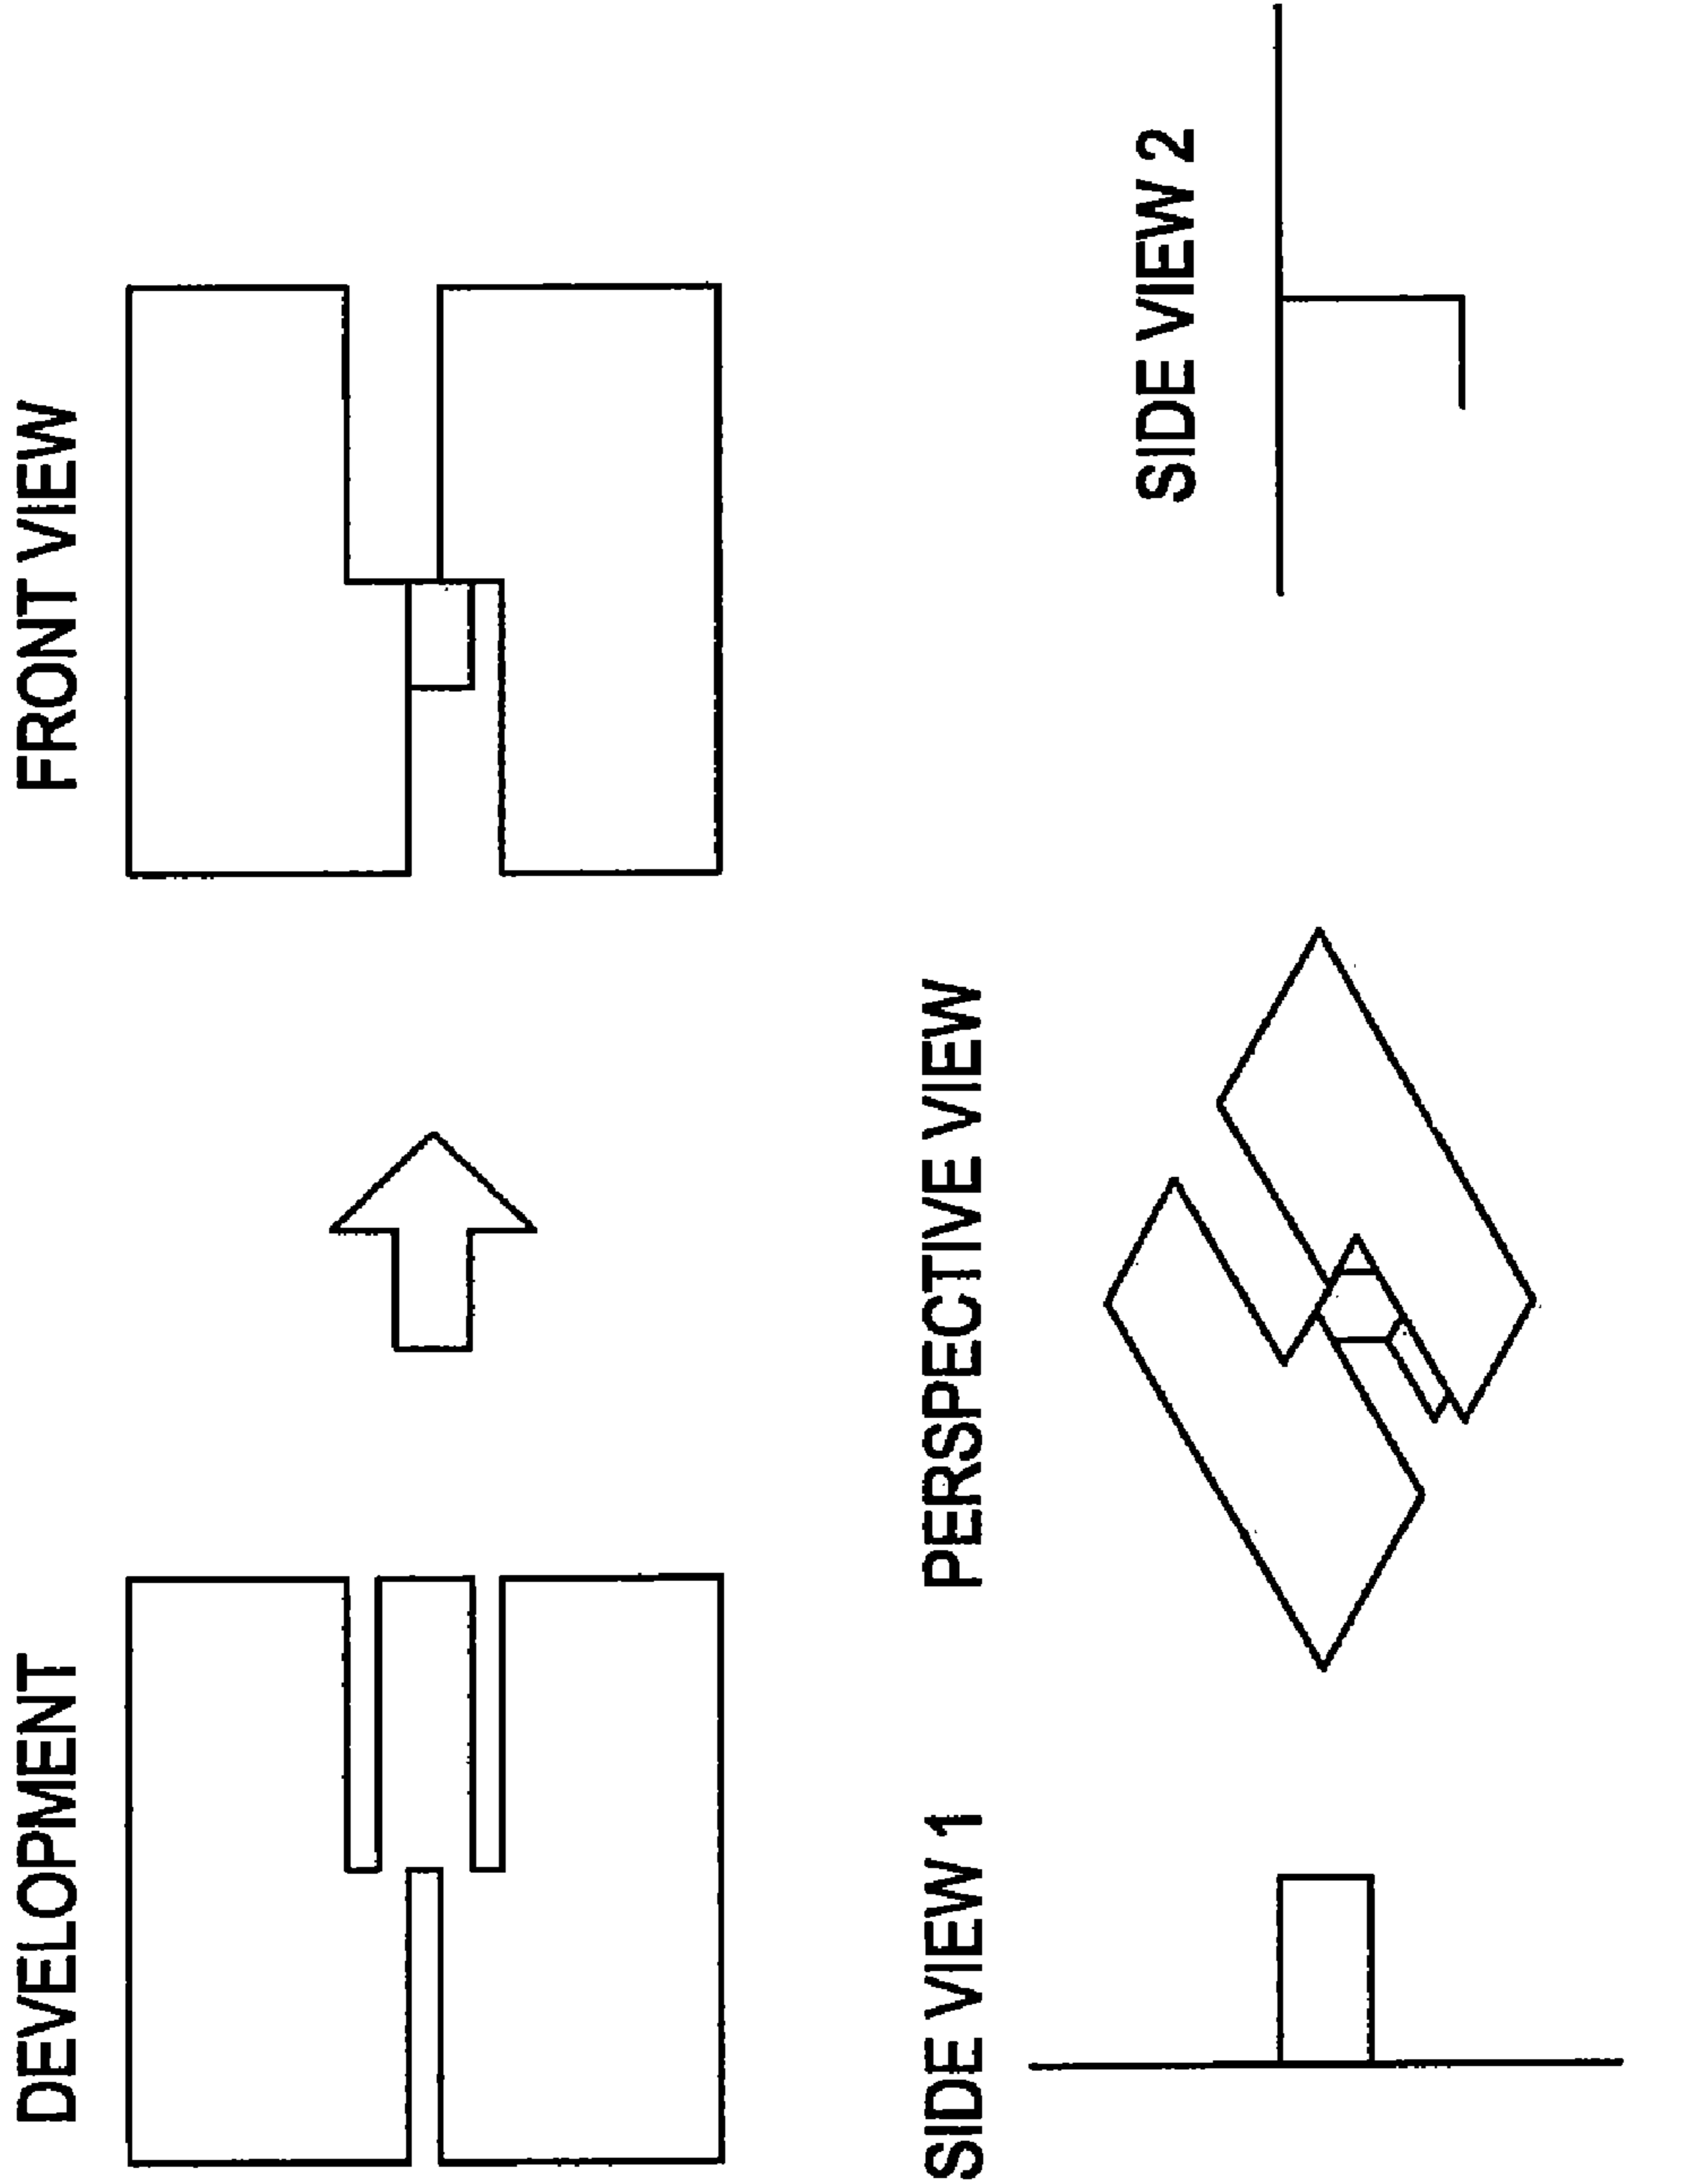 DEVELOPMENT
FRONT VIEW
SIDE VIEW 1
PERSPECTIVE VIEW
SIDE VIEW 2